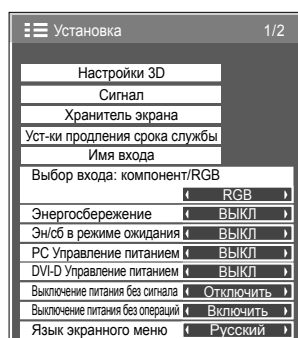 Установка 1/2
Настройки 3D
Сигнал
Хранитель экрана
Уст-ки продления срока службы
Имя входа
Выбор входа: компонент/RGB
RGB
Энергосбережение ВЫКЛ
Эн/сб в режиме ожидания ВЫКЛ
PC Управление питанием ВЫКЛ
DVI-D Управление питанием ВЫКЛ
Выключение питания без сигнала Отключить
Выключение питания без операций Включить
Язык экранного меню Русский